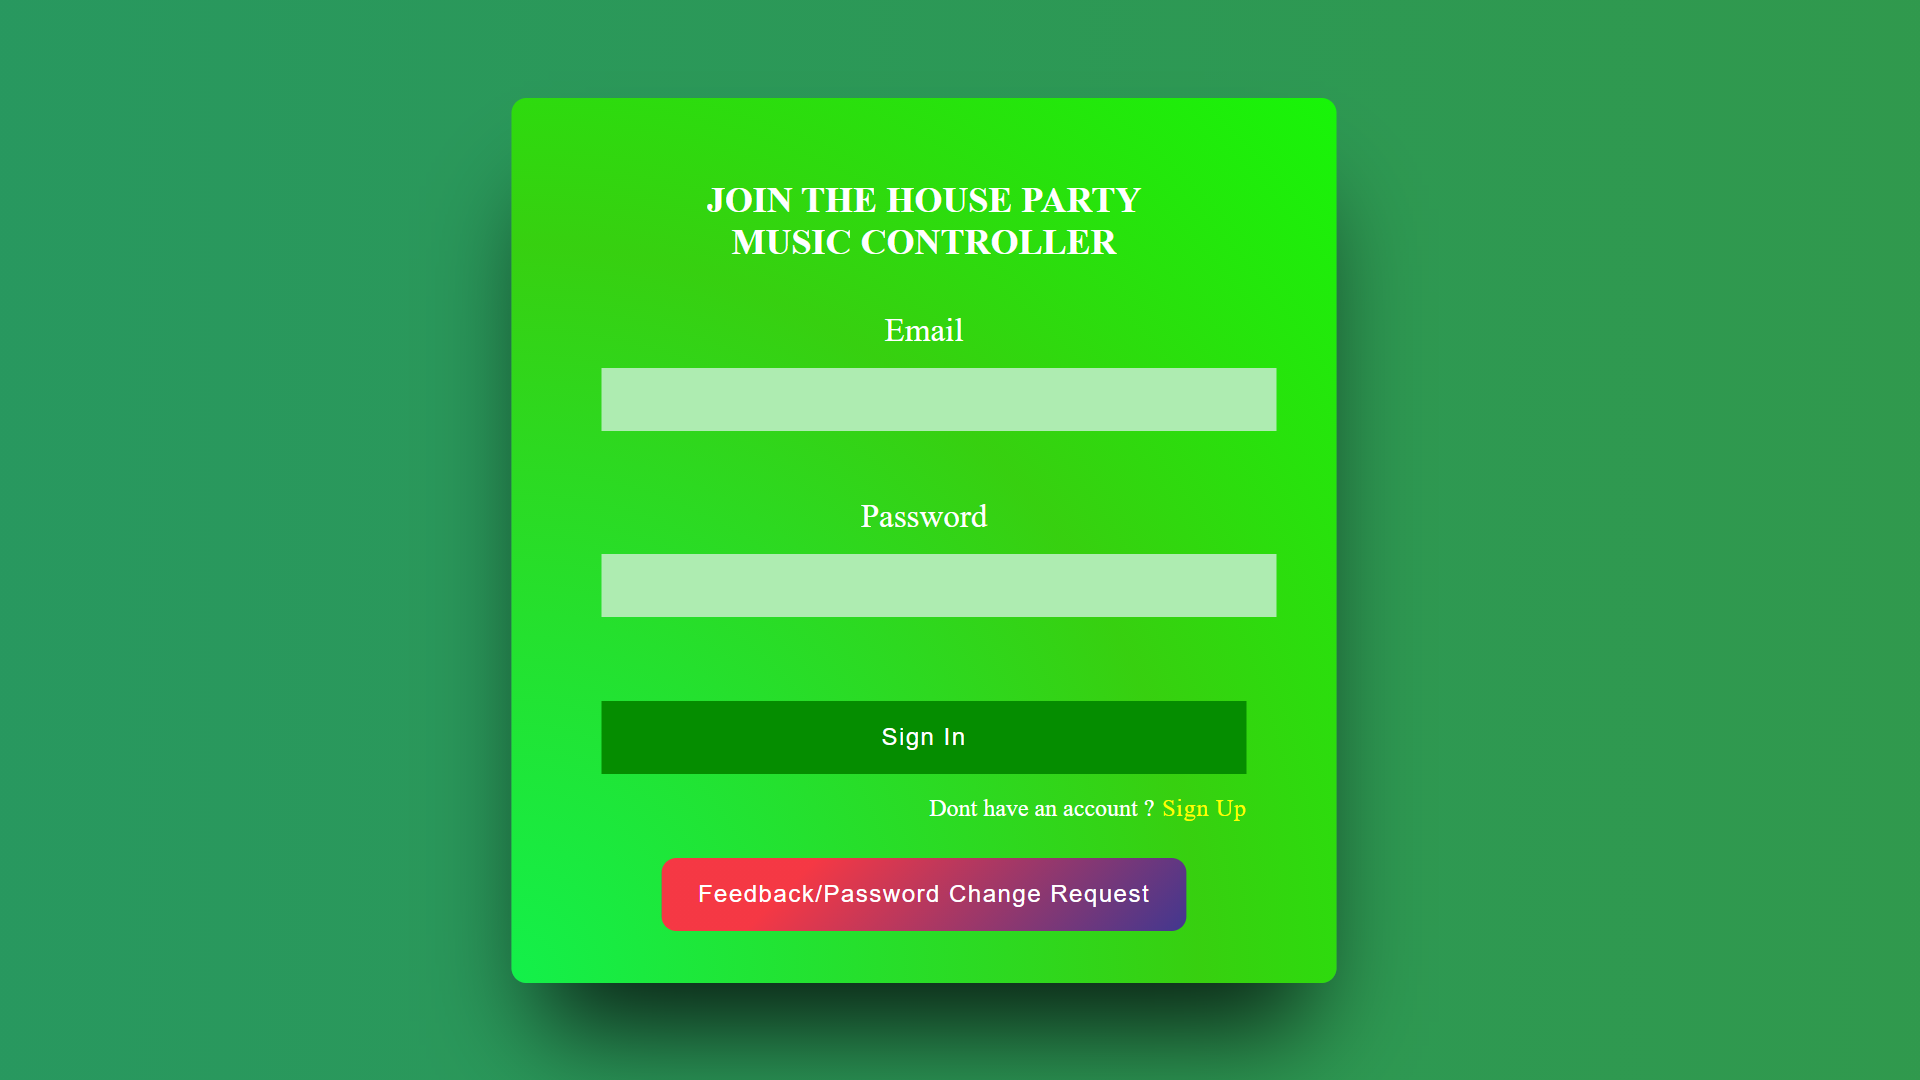 JOIN THE HOUSE PARTY
MUSIC CONTROLLER
Email
Password
Sign In
Dont have an account ? Sign Up
Feedback/Password Change Request